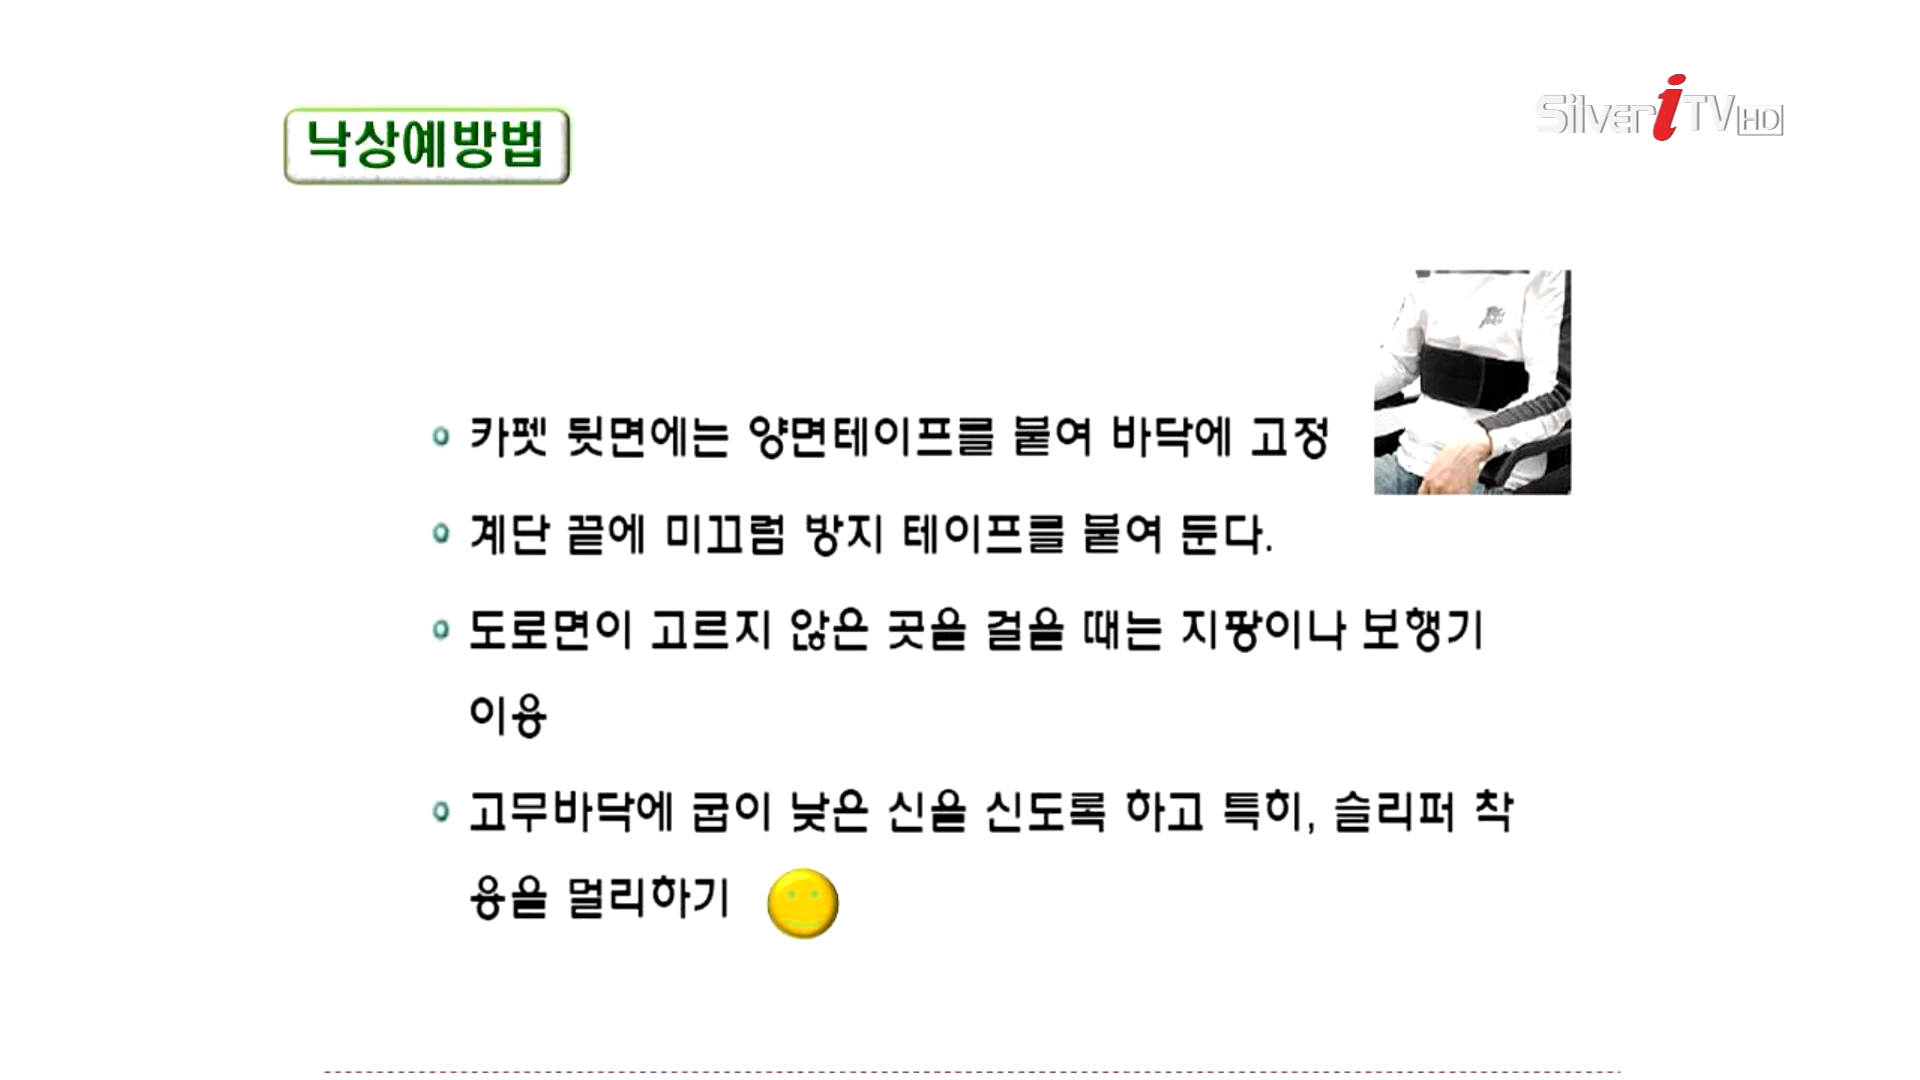 낙상예방법
Silver i TV HD
카펫 뒷면에는 양면테이프를 붙여 바닥에 고정
계단 끝에 미끄럼 방지 테이프를 붙여 둔다.
도로면이 고르지 않은 곳을 걸을 때는 지팡이나 보행기
이용
고무바닥에 굽이 낮은 신을 신도록 하고 특히, 슬리퍼 착
용을 멀리하기